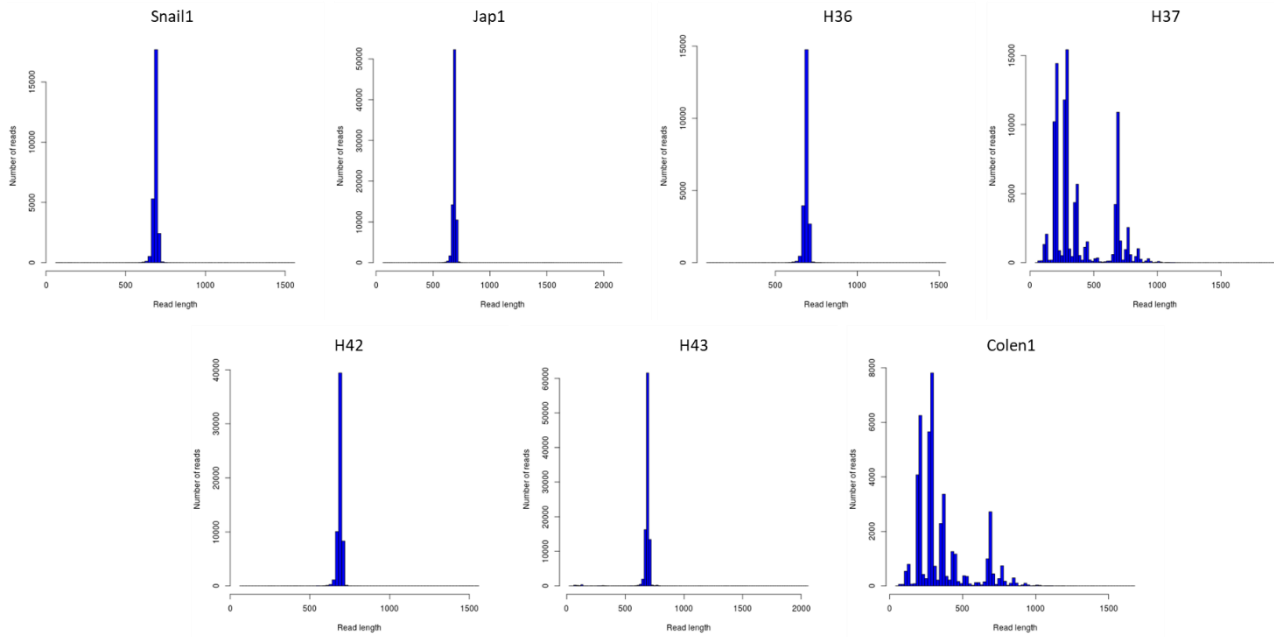 Snail1
Number of reads
0 5000 10000 15000
0 500 1000 1500
Read length
Jap1
Number of reads
0 10000 20000 30000 40000 50000
0 500 1000 1500 2000
Read length
H36
Number of reads
0 5000 10000 15000
500 1000 1500
Read length
H37
Number of reads
0 5000 10000 15000
0 500 1000 1500
Read length
H42
Number of reads
0 10000 20000 30000 40000
0 500 1000 1500
Read length
H43
Number of reads
0 10000 20000 30000 40000 50000 60000
0 500 1000 1500 2000
Read length
Colen1
Number of reads
0 2000 4000 6000 8000
0 500 1000 1500
Read length